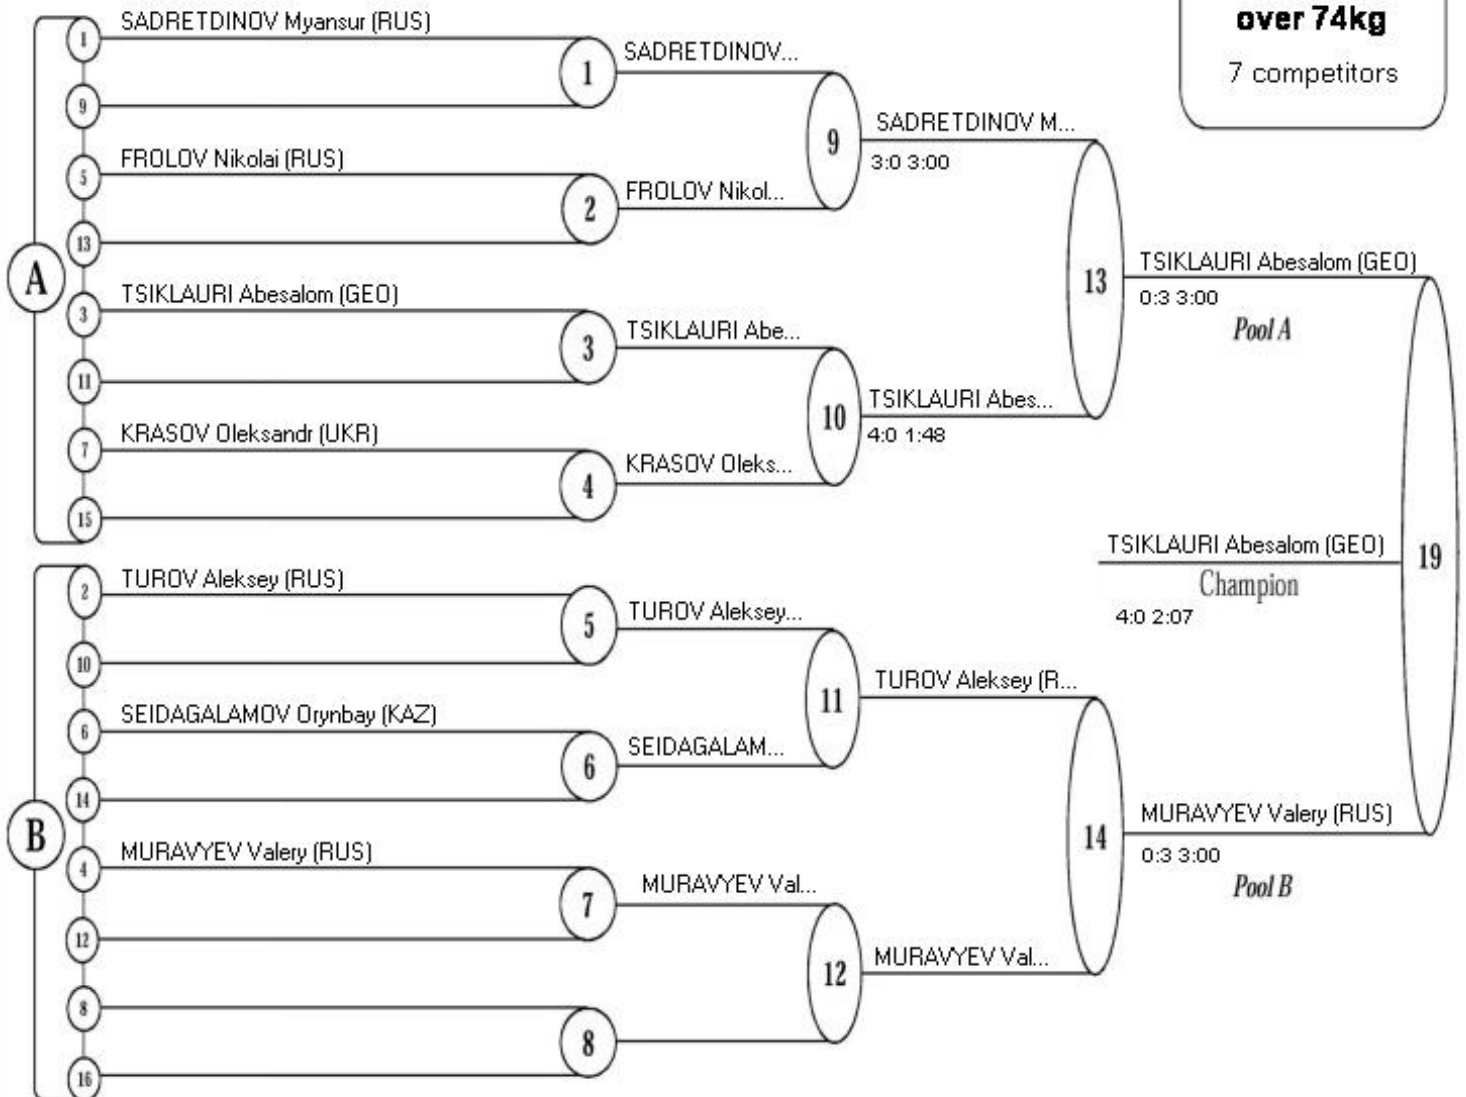 over 74kg
7 competitors
SADRETDINOV Myansur (RUS)
1
9
1
SADRETDINOV...
FROLOV Nikolai (RUS)
5
13
2
FROLOV Nikol...
9
SADRETDINOV M...
3:0 3:00
A
TSIKLAURI Abesalom (GEO)
3
11
3
TSIKLAURI Abe...
KRASOV Oleksandr (UKR)
7
15
4
KRASOV Oleks...
10
TSIKLAURI Abes...
4:0 1:48
13
TSIKLAURI Abesalom (GEO)
0:3 3:00
Pool A
TSIKLAURI Abesalom (GEO)
Champion
4:0 2:07
19
TUROV Aleksey (RUS)
2
10
5
TUROV Aleksey...
SEIDAGALAMOV Orynbay (KAZ)
6
14
6
SEIDAGALAM...
11
TUROV Aleksey (R...
B
MURAVYEV Valery (RUS)
4
12
7
MURAVYEV Val...
8
16
8
12
MURAVYEV Val...
14
MURAVYEV Valery (RUS)
0:3 3:00
Pool B